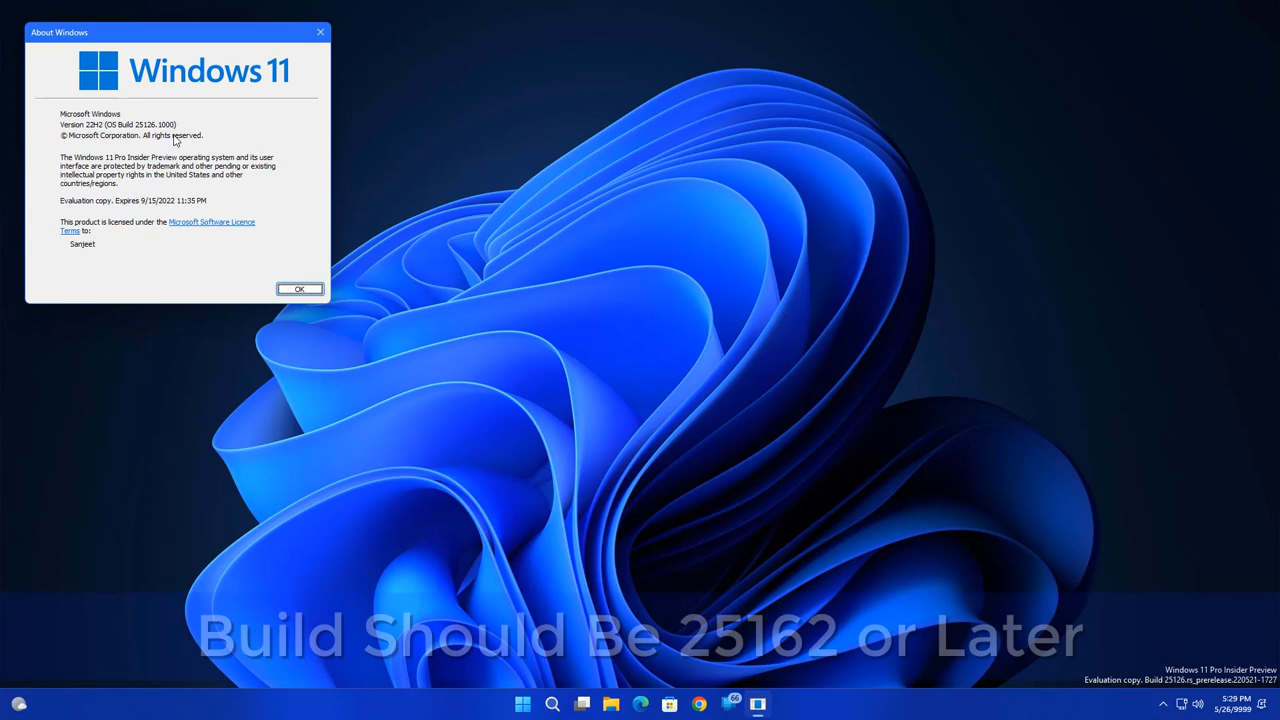 About Windows
Windows 11
Microsoft Windows
Version 22H2 (OS Build 25126.1000)
© Microsoft Corporation. All rights reserved.
The Windows 11 Pro Insider Preview operating system and its user
interface are protected by trademark and other pending or existing
intellectual property rights in the United States and other
countries/regions.
Evaluation copy. Expires 9/15/2022 11:35 PM
This product is licensed under the Microsoft Software Licence
Terms to:
Sanjeet
OK
Build Should Be 25162 or Later
Windows 11 Pro Insider Preview
Evaluation copy. Build 25126.rs_prerelease.220521-1727
66
5:29 PM
5/26/9999